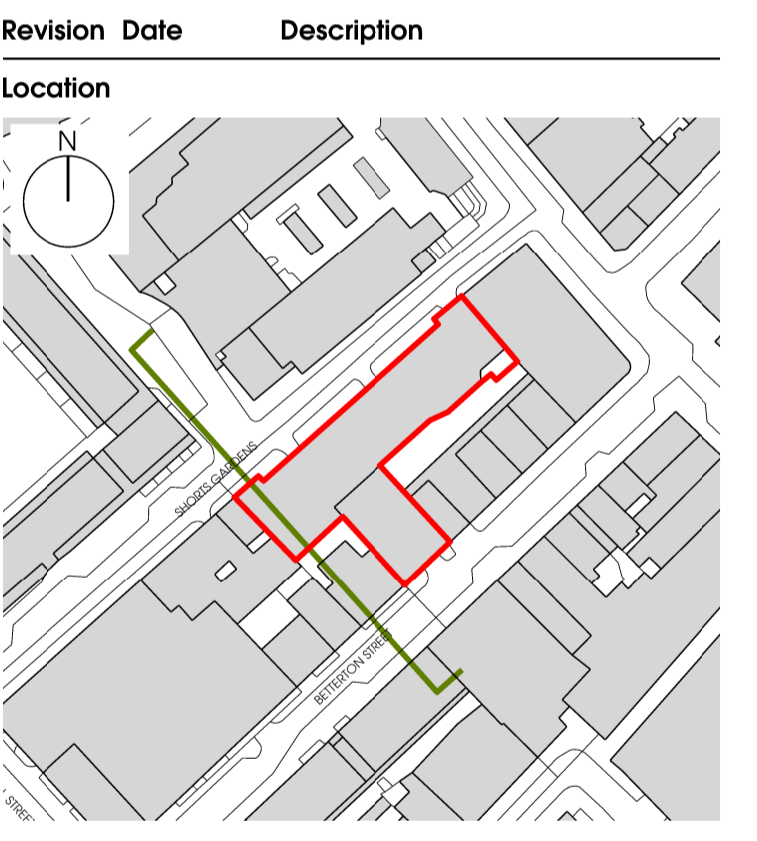 Revision Date Description
Location
N
SHORTS GARDENS
BETTERTON STREET